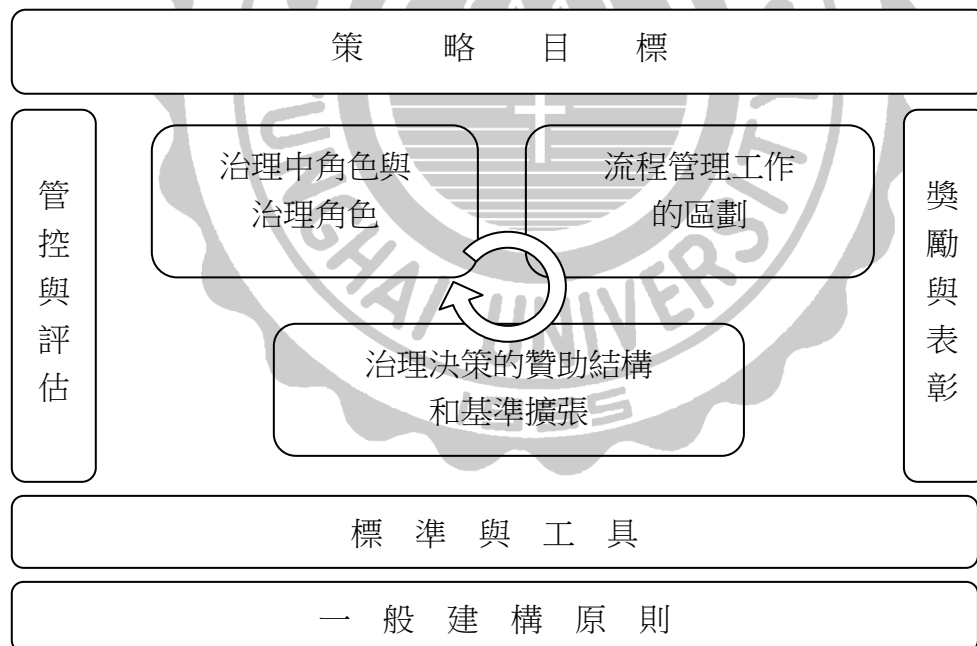 策略目標
管控與評估
治理中角色與
治理角色
流程管理工作
的區劃
獎勵與表彰
治理決策的贊助結構
和基準擴張
標準與工具
一般建構原則
UNGHAI UNIVERSITY
1955